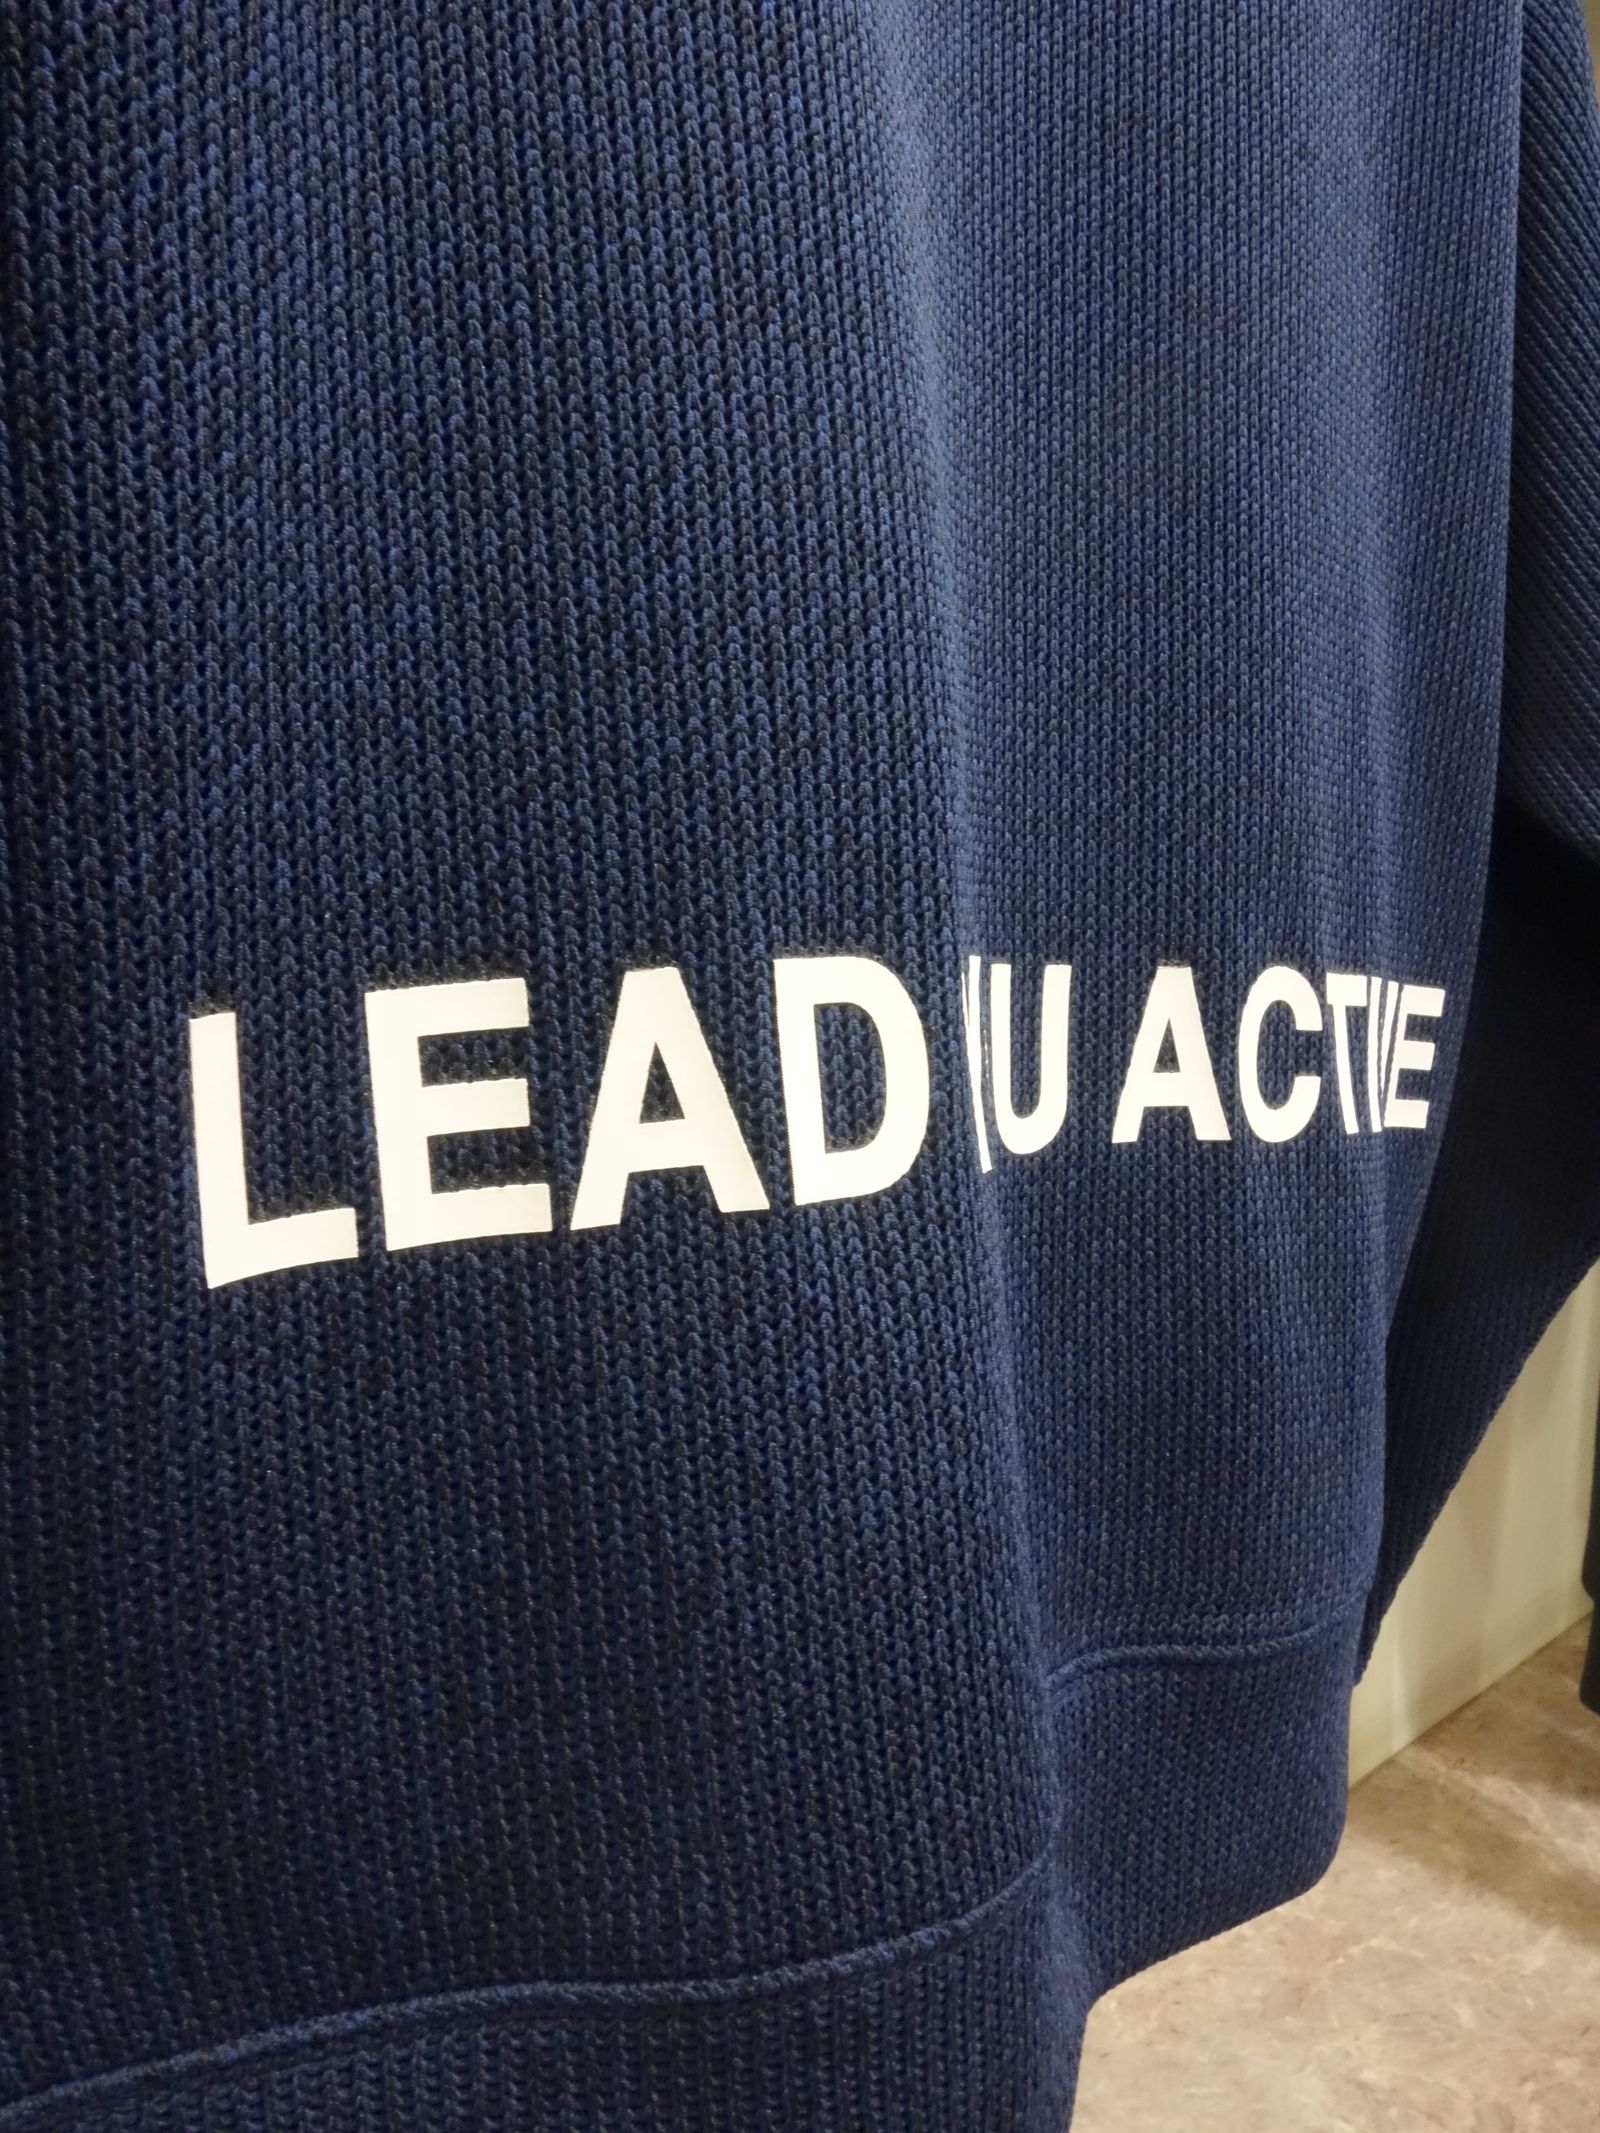 LEAD U ACTIVE